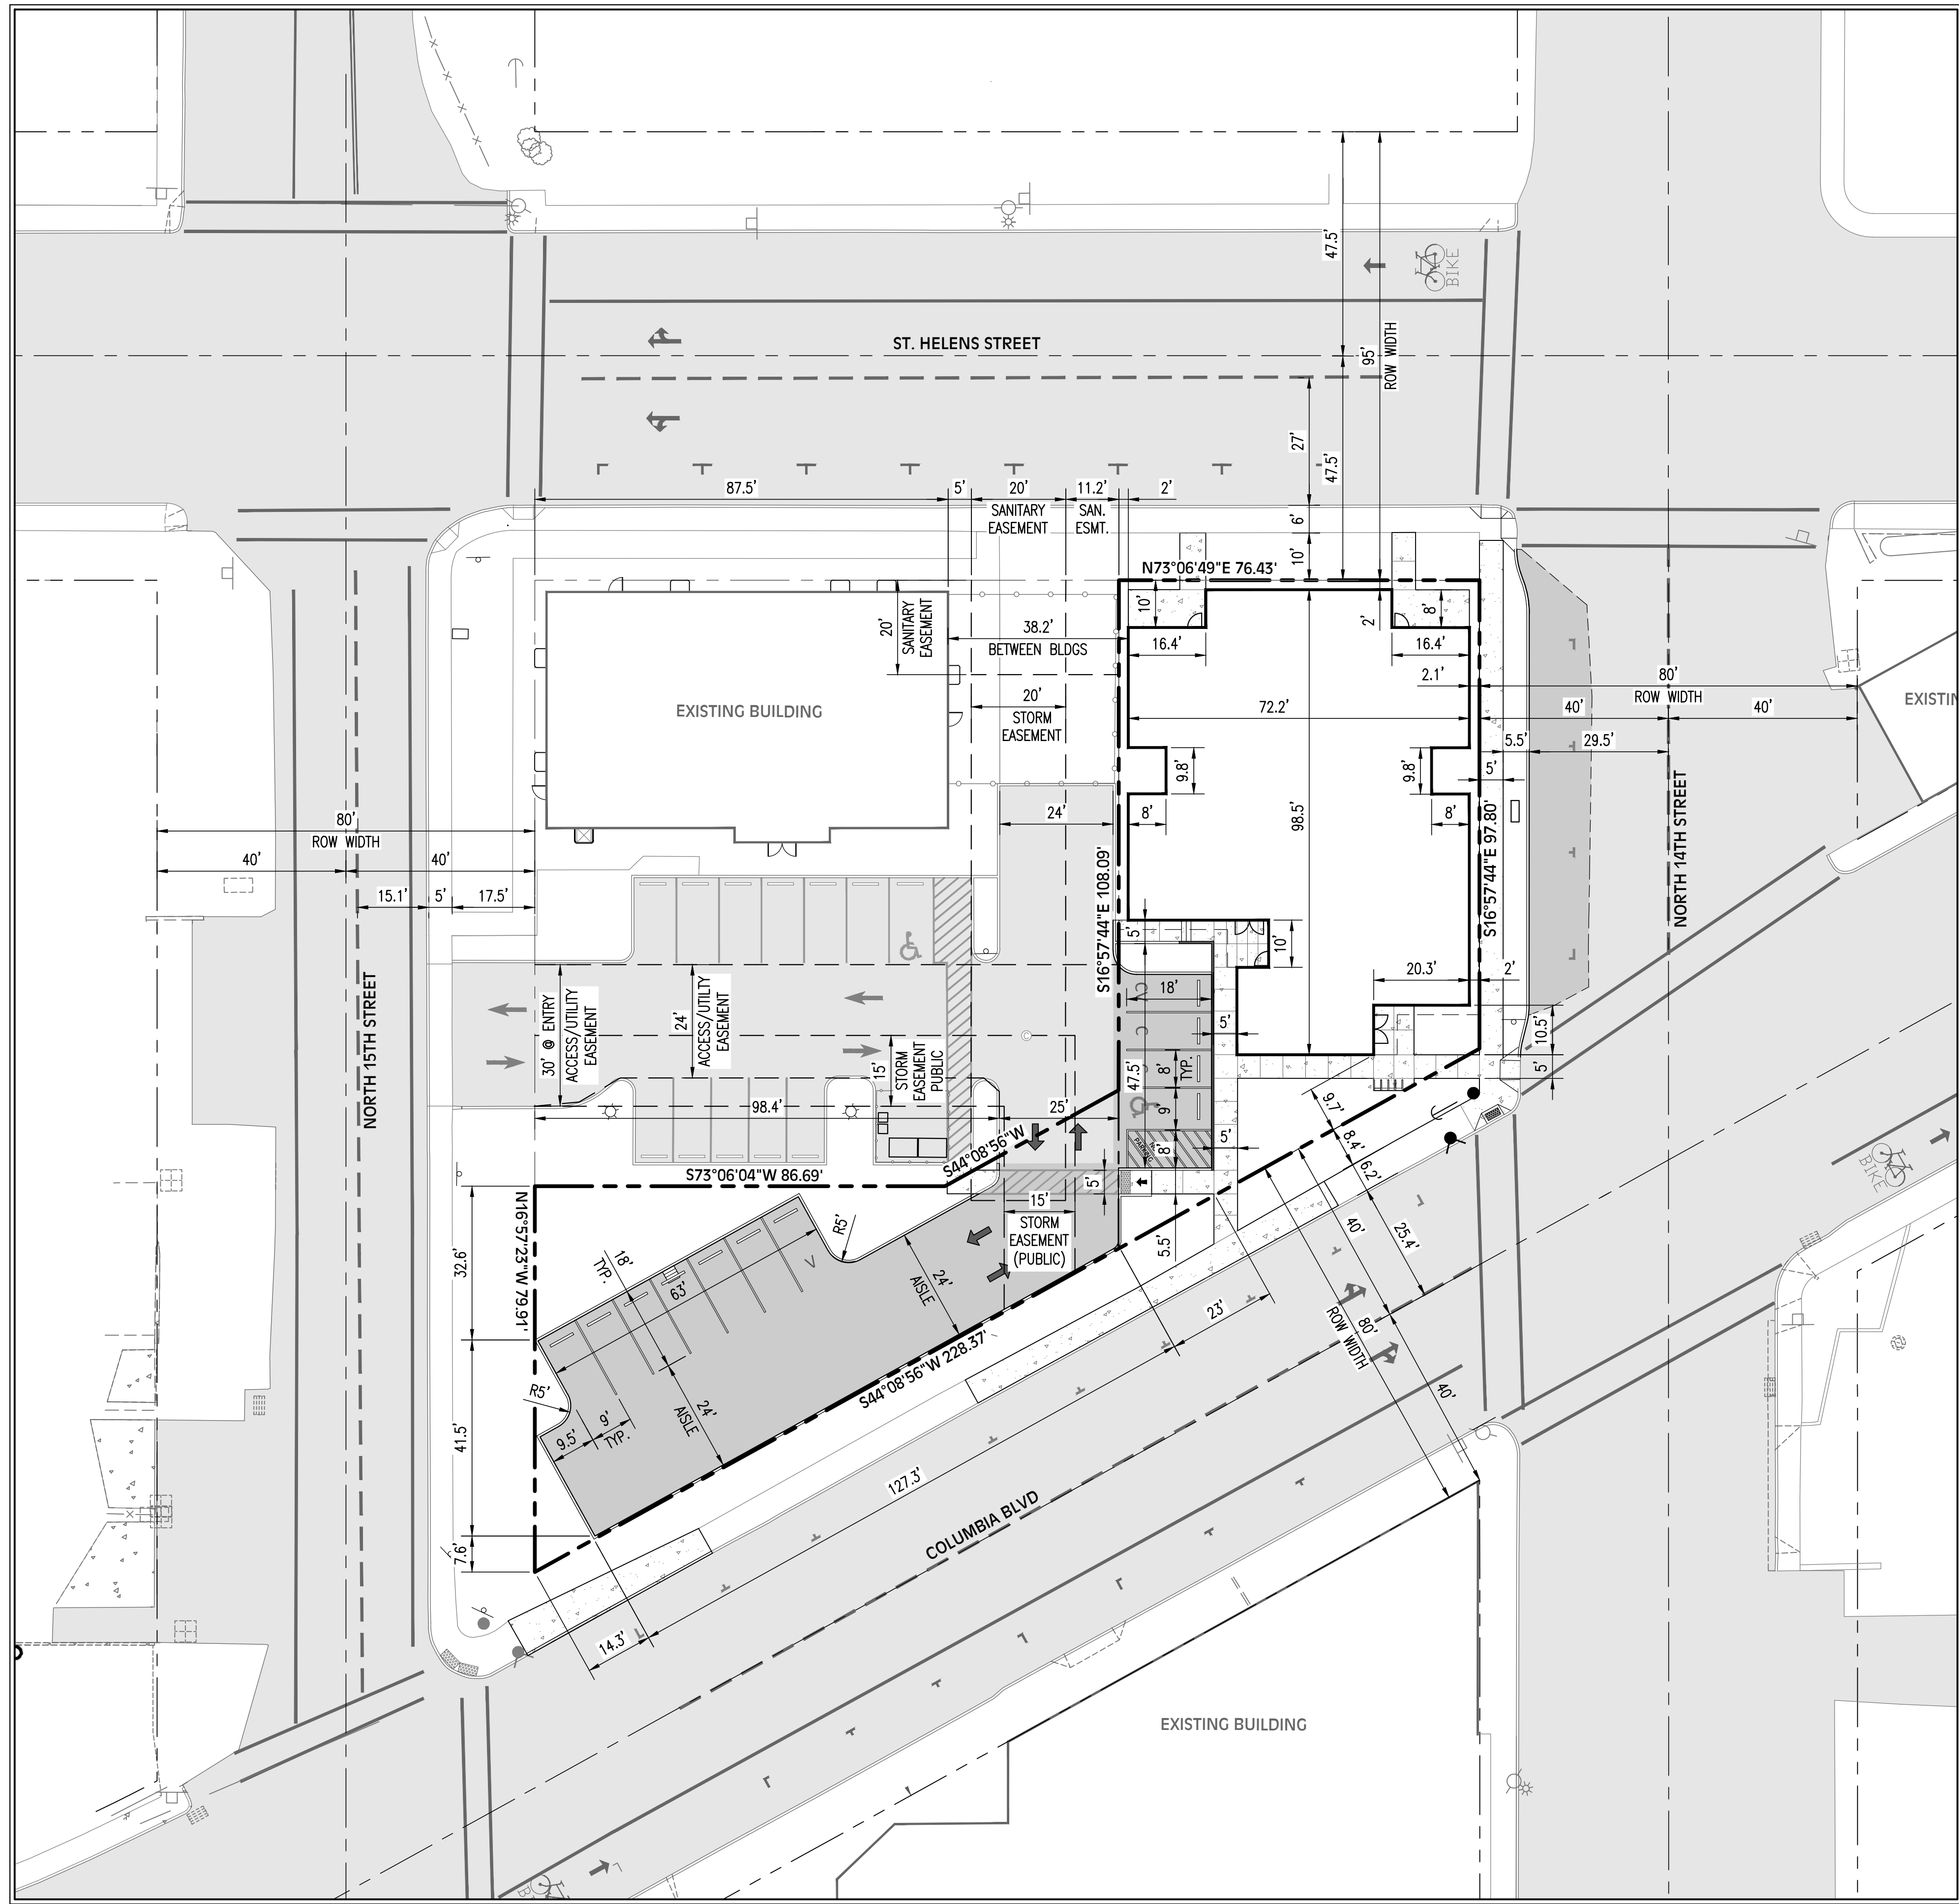 BIKE
47.5'
95'
ROW WIDTH
ST. HELENS STREET
27'
47.5'
87.5'
5'
20'
11.2'
2'
SANITARY
EASEMENT
SAN.
ESMT.
6'
10'
N73°06'49"E 76.43'
20'
SANITARY
EASEMENT
10'
8'
2'
38.2'
BETWEEN BLDGS
16.4'
16.4'
2.1'
80'
ROW WIDTH
EXISTING BUILDING
20'
STORM
EASEMENT
72.2'
40'
40'
EXISTIN
5.5'
29.5'
5'
9.8'
9.8'
8'
8'
24'
98.5'
S16°57'44"E 108.09'
S16°57'44"E 97.80'
NORTH 14TH STREET
80'
ROW WIDTH
40'
40'
15.1'
5'
17.5'
5'
10'
20.3'
2'
NORTH 15TH STREET
30' @ ENTRY
ACCESS/UTILTY
EASEMENT
24'
ACCESS/UTILTY
EASEMENT
15'
STORM
EASEMENT
PUBLIC
CV
18'
C
C
5'
10.5'
5'
47.5'
8'
TYP.
9'
8'
NO
PARKING
5'
98.4'
25'
9.7'
8.4'
6.2'
S44°08'56"W
S73°06'04"W 86.69'
5'
15'
STORM
EASEMENT
(PUBLIC)
5.5'
N16°57'23"W 79.91'
32.6'
18'
TYP.
63'
R5'
V
24'
AISLE
40'
25.4'
23'
80'
ROW WIDTH
40'
BIKE
S44°08'56"W 228.37'
R5'
9'
TYP.
9.5'
24'
AISLE
41.5'
7.6'
127.3'
COLUMBIA BLVD
14.3'
EXISTING BUILDING